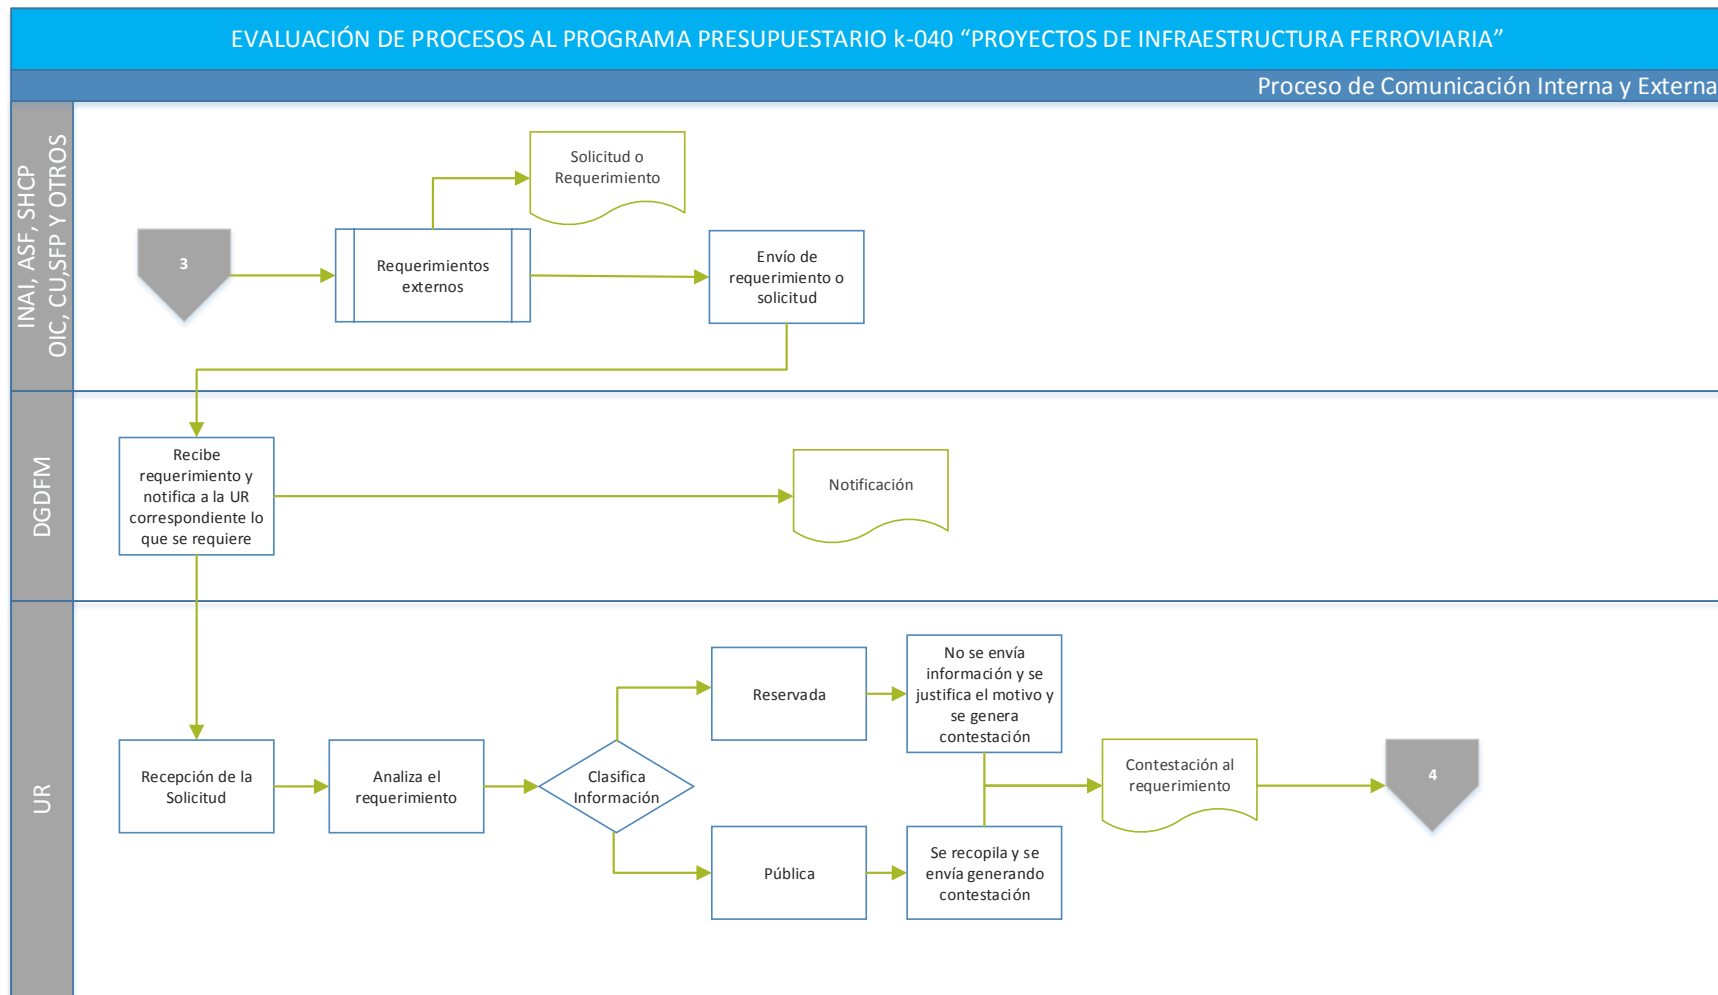 EVALUACIÓN DE PROCESOS AL PROGRAMA PRESUPUESTARIO k-040 “PROYECTOS DE INFRAESTRUCTURA FERROVIARIA”
Proceso de Comunicación Interna y Externa
INAI, ASF, SHCP
OIC, CU,SFP Y OTROS
Solicitud o
Requerimiento
3
Requerimientos
externos
Envío de
requerimiento o
solicitud
DGDFM
Recibe
requerimiento y
notifica a la UR
correspondiente lo
que se requiere
Notificación
UR
Recepción de la
Solicitud
Analiza el
requerimiento
Clasifica
Información
Reservada
No se envía
información y se
justifica el motivo y
se genera
contestación
Pública
Se recopila y se
envía generando
contestación
Contestación al
requerimiento
4